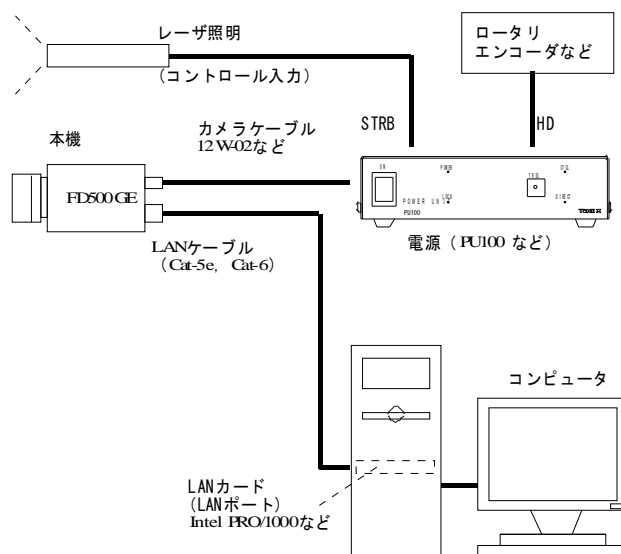 レーザ照明
(コントロール入力)
ロータリ
エンコーダなど
カメラケーブル
12W-02など
STRB
HD
本機
FD500GE
ON
POWER
LOCK
POWER UNIT
PU100
TRIG
DIRECT
電源(PU100 など)
LANケーブル
(Cat-5e, Cat-6)
コンピュータ
LANカード
(LANポート)
Intel PRO/1000など